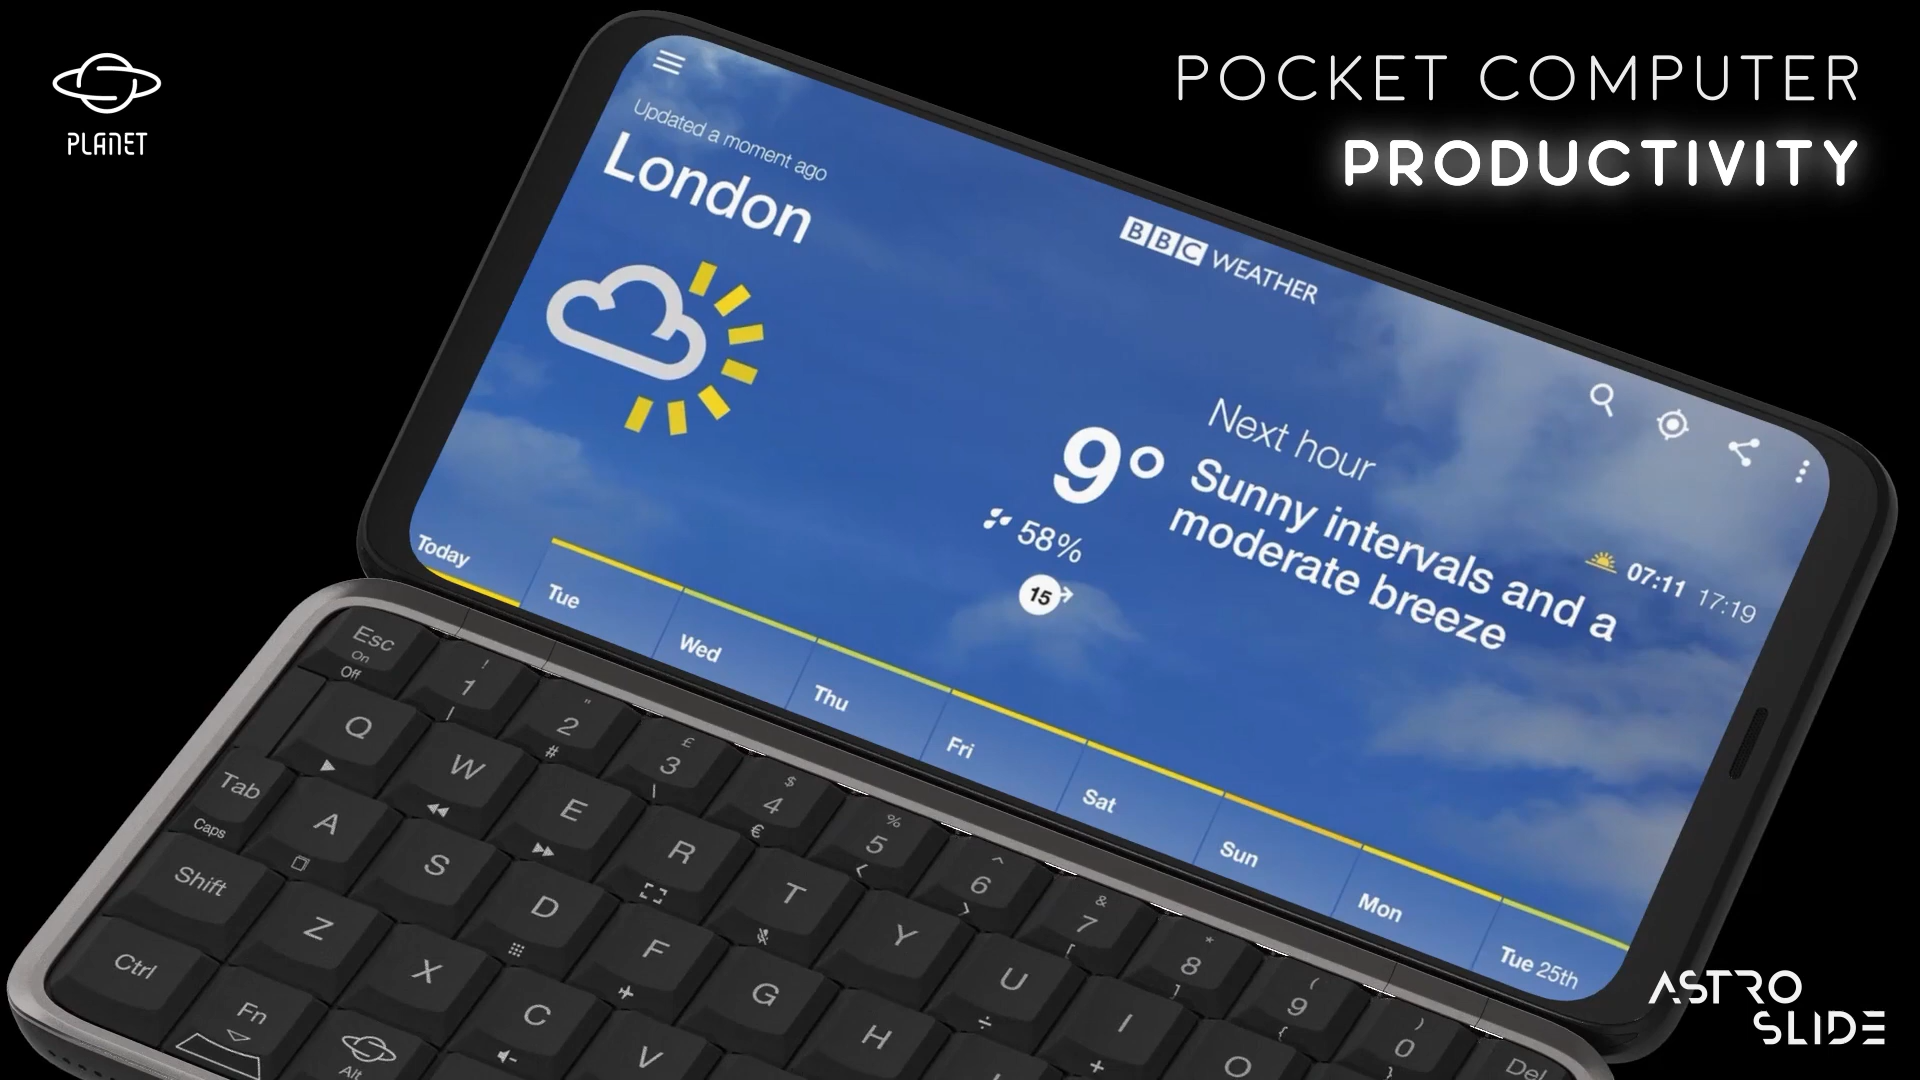 PLANET
POCKET COMPUTER
PRODUCTIVITY
Updated a moment ago
London
BBC WEATHER
Next hour
9°
Sunny intervals and a
moderate breeze
58%
15
07:11 17:19
Today
Tue
Wed
Thu
Fri
Sat
Sun
Mon
Tue 25th
Esc
On
Off
! 1 |
" 2 #
£ 3 \
$ 4 €
% 5 <
^ 6 >
& 7 [
* 8 ]
( 9 {
) 0 }
Del
Q W E R T Y U ÷ I + O
Tab
Caps
A S D F G H
Shift
Z X C V
Ctrl
Fn
Alt
ASTRO
SLIDE